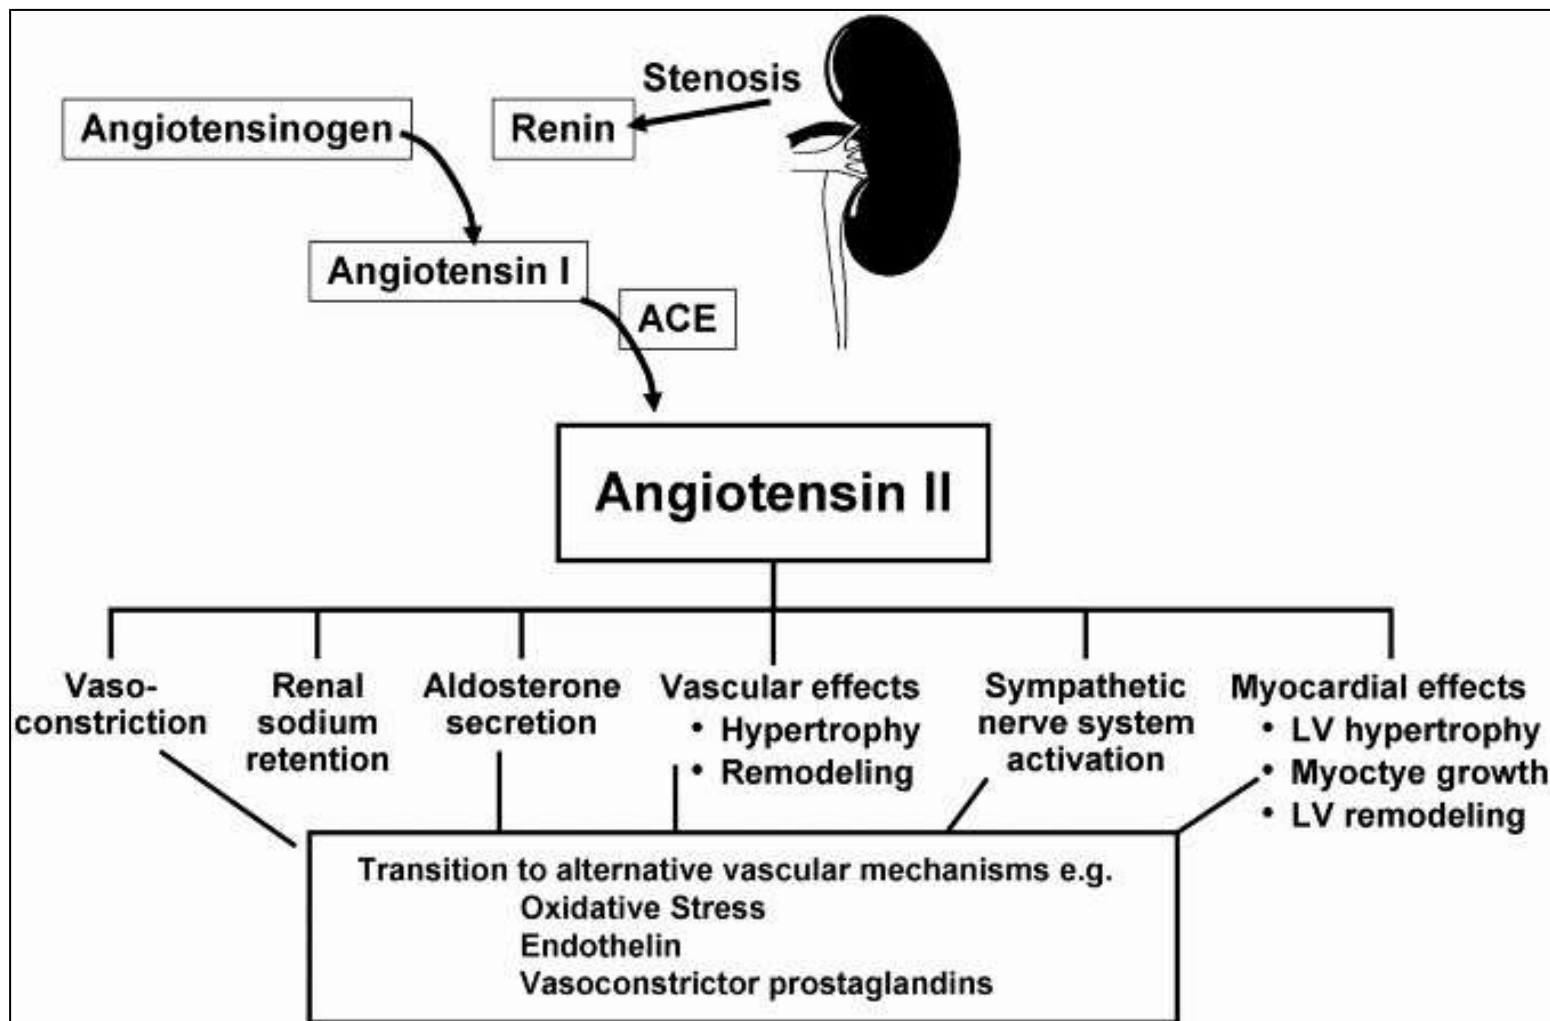 Stenosis
Angiotensinogen
Renin
Angiotensin I
ACE
Angiotensin II
Vaso-
constriction
Renal
sodium
retention
Aldosterone
secretion
Vascular effects
• Hypertrophy
• Remodeling
Sympathetic
nerve system
activation
Myocardial effects
• LV hypertrophy
• Myoctye growth
• LV remodeling
Transition to alternative vascular mechanisms e.g.
Oxidative Stress
Endothelin
Vasoconstrictor prostaglandins